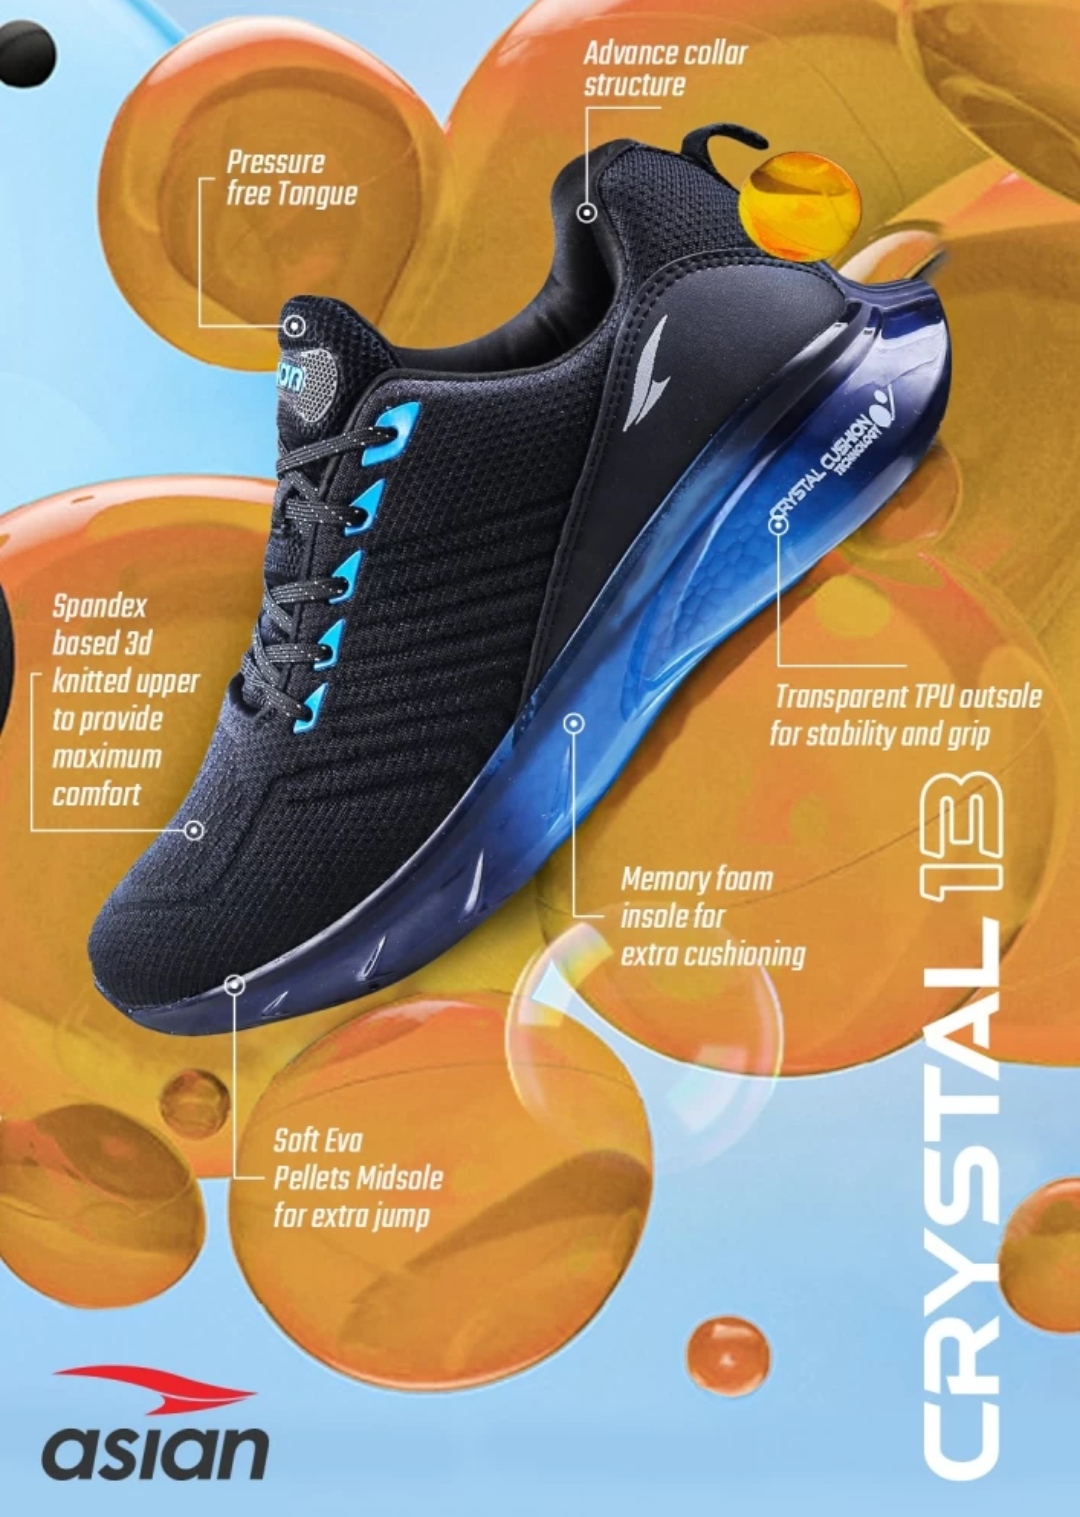 Advance collar
structure
Pressure
free Tongue
CRYSTAL CUSHION
TECHNOLOGY
Spandex
based 3d
knitted upper
to provide
maximum
comfort
Transparent TPU outsole
for stability and grip
Memory foam
insole for
extra cushioning
Soft Eva
Pellets Midsole
for extra jump
CRYSTAL 13
asian